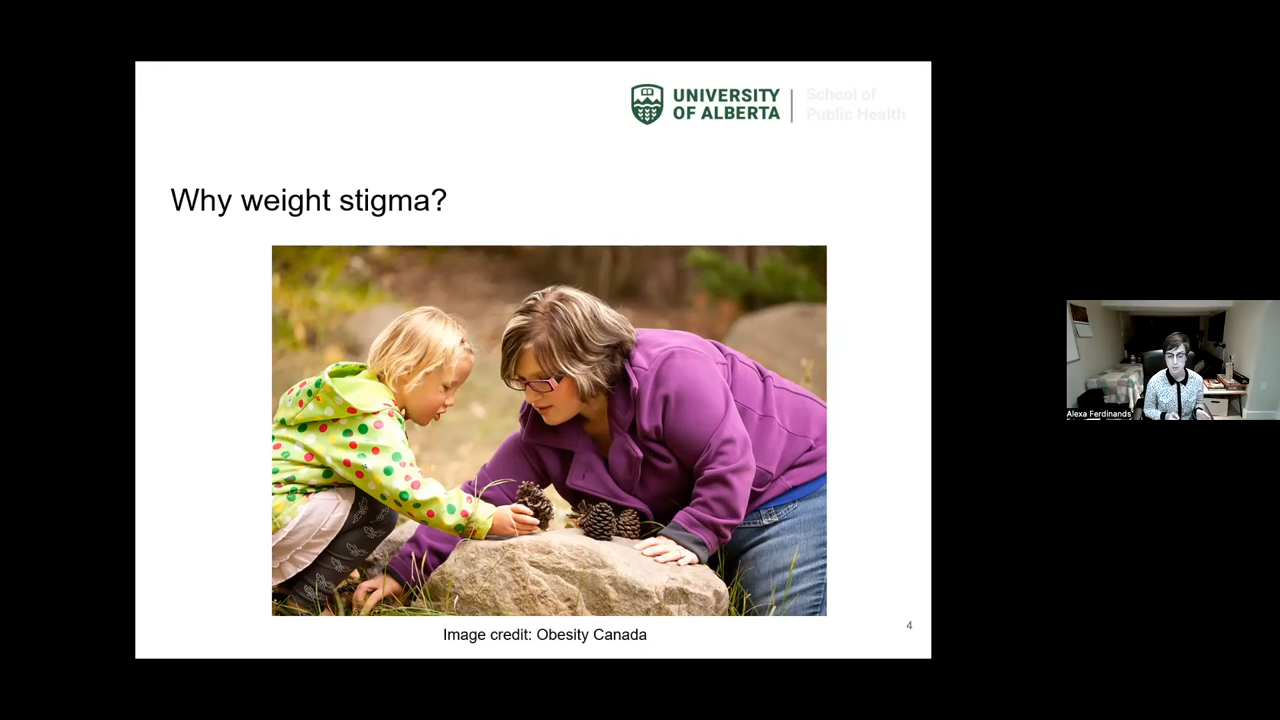 UNIVERSITY
OF ALBERTA
School of
Public Health
Why weight stigma?
Image credit: Obesity Canada
4
Alexa Ferdinands